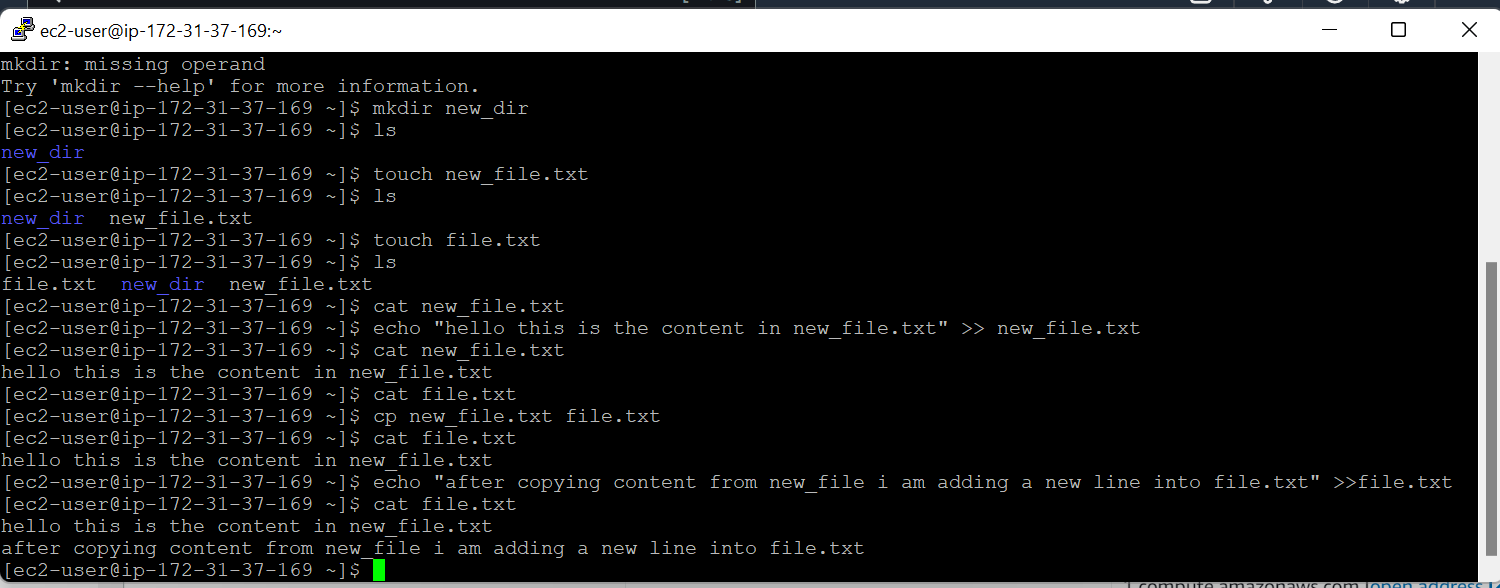 ec2-user@ip-172-31-37-169:~
mkdir: missing operand
Try 'mkdir --help' for more information.
[ec2-user@ip-172-31-37-169 ~]$ mkdir new_dir
[ec2-user@ip-172-31-37-169 ~]$ ls
new_dir
[ec2-user@ip-172-31-37-169 ~]$ touch new_file.txt
[ec2-user@ip-172-31-37-169 ~]$ ls
new_dir  new_file.txt
[ec2-user@ip-172-31-37-169 ~]$ touch file.txt
[ec2-user@ip-172-31-37-169 ~]$ ls
file.txt  new_dir  new_file.txt
[ec2-user@ip-172-31-37-169 ~]$ cat new_file.txt
[ec2-user@ip-172-31-37-169 ~]$ echo "hello this is the content in new_file.txt" >> new_file.txt
[ec2-user@ip-172-31-37-169 ~]$ cat new_file.txt
hello this is the content in new_file.txt
[ec2-user@ip-172-31-37-169 ~]$ cat file.txt
[ec2-user@ip-172-31-37-169 ~]$ cp new_file.txt file.txt
[ec2-user@ip-172-31-37-169 ~]$ cat file.txt
hello this is the content in new_file.txt
[ec2-user@ip-172-31-37-169 ~]$ echo "after copying content from new_file i am adding a new line into file.txt" >>file.txt
[ec2-user@ip-172-31-37-169 ~]$ cat file.txt
hello this is the content in new_file.txt
after copying content from new_file i am adding a new line into file.txt
[ec2-user@ip-172-31-37-169 ~]$
compute.amazonaws.com |open address